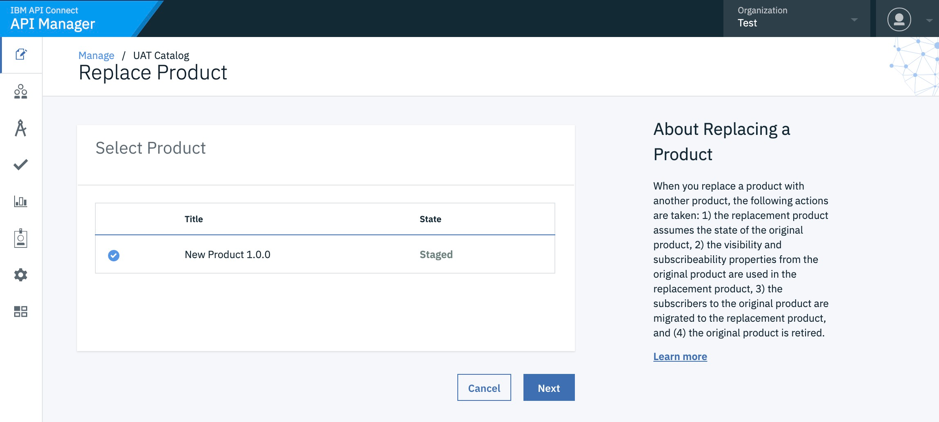 IBM API Connect
API Manager
Organization
Test
Manage / UAT Catalog
Replace Product
Select Product
Title State
New Product 1.0.0 Staged
Cancel Next
About Replacing a
Product
When you replace a product with
another product, the following actions
are taken: 1) the replacement product
assumes the state of the original
product, 2) the visibility and
subscribeability properties from the
original product are used in the
replacement product, 3) the
subscribers to the original product are
migrated to the replacement product,
and (4) the original product is retired.
Learn more